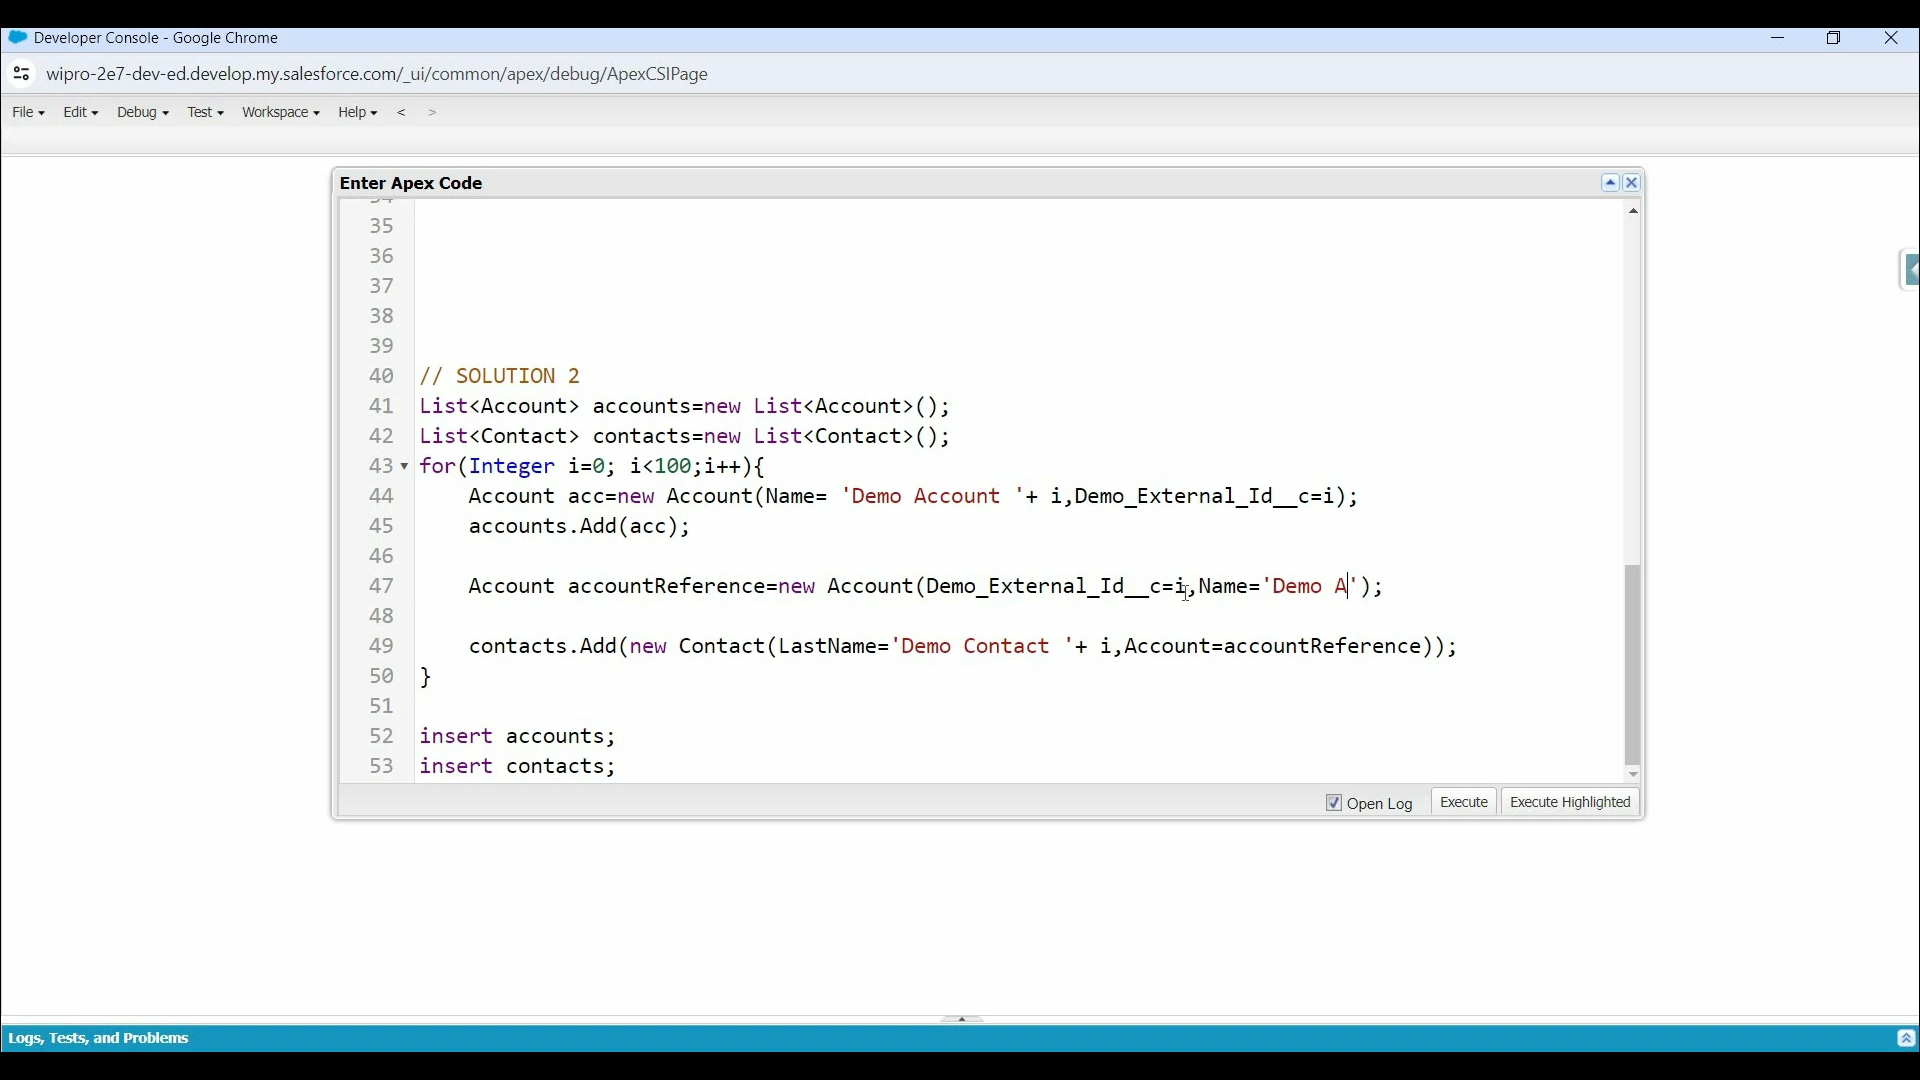 Developer Console - Google Chrome
wipro-2e7-dev-ed.develop.my.salesforce.com/_ui/common/apex/debug/ApexCSIPage
File Edit Debug Test Workspace Help < >
Enter Apex Code
34
35
36
37
38
39
40 // SOLUTION 2
41 List<Account> accounts=new List<Account>();
42 List<Contact> contacts=new List<Contact>();
43 for(Integer i=0; i<100;i++){
44 Account acc=new Account(Name= 'Demo Account '+ i,Demo_External_Id__c=i);
45 accounts.Add(acc);
46
47 Account accountReference=new Account(Demo_External_Id__c=i,Name='Demo A');
48
49 contacts.Add(new Contact(LastName='Demo Contact '+ i,Account=accountReference));
50 }
51
52 insert accounts;
53 insert contacts;
Open Log Execute Execute Highlighted
Logs, Tests, and Problems